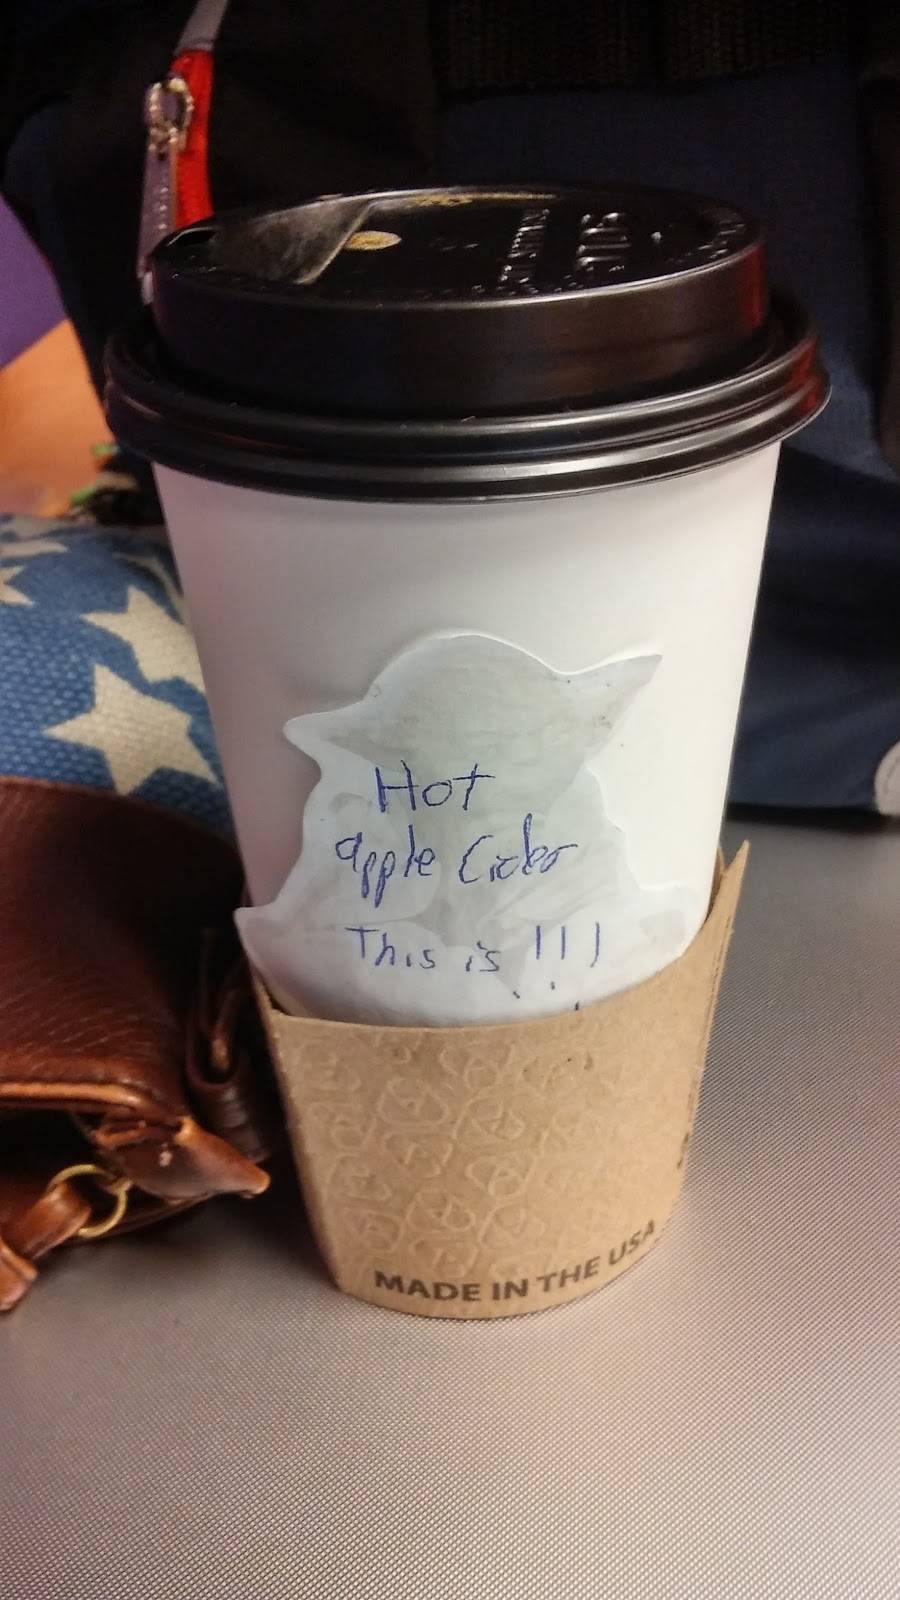 Hot
apple Cider
This is !!!
MADE IN THE USA